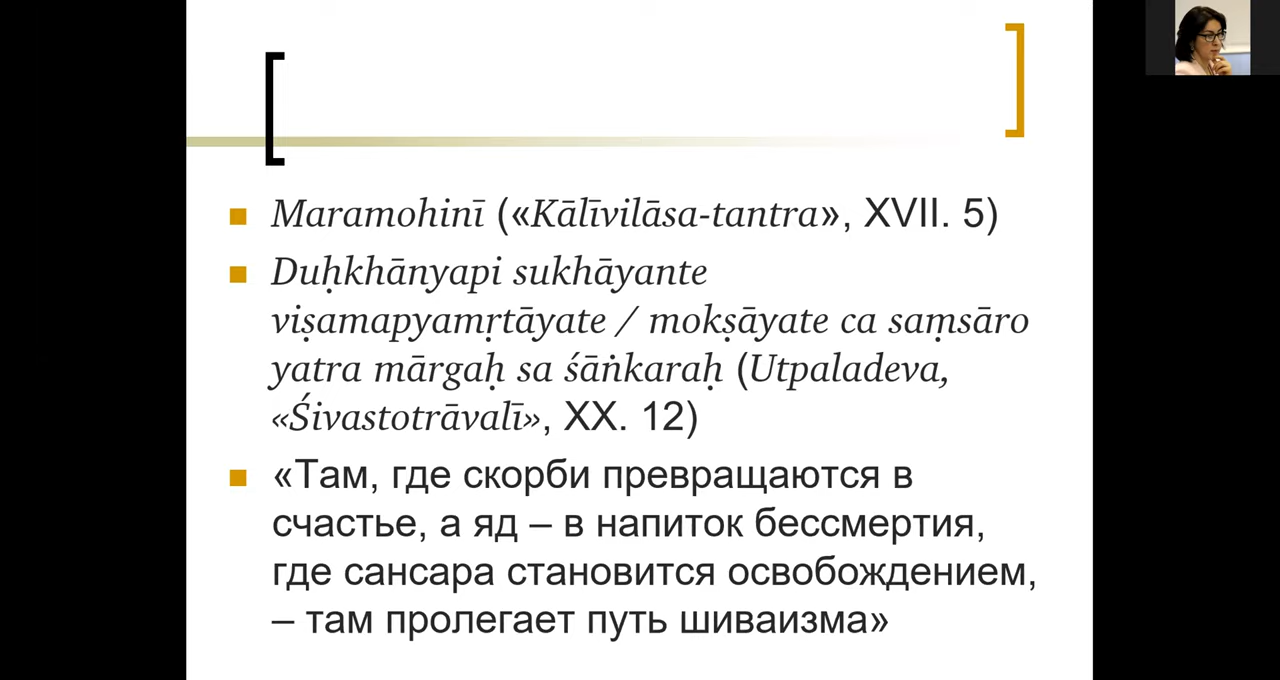 Maramohinī («Kālīvilāsa-tantra», XVII. 5)
Duḥkhānyapi sukhāyante
viṣamapyamṛtāyate / mokṣāyate ca saṃsāro
yatra mārgaḥ sa śāṅkaraḥ (Utpaladeva,
«Śivastotrāvalī», XX. 12)
«Там, где скорби превращаются в
счастье, а яд – в напиток бессмертия,
где сансара становится освобождением,
– там пролегает путь шиваизма»